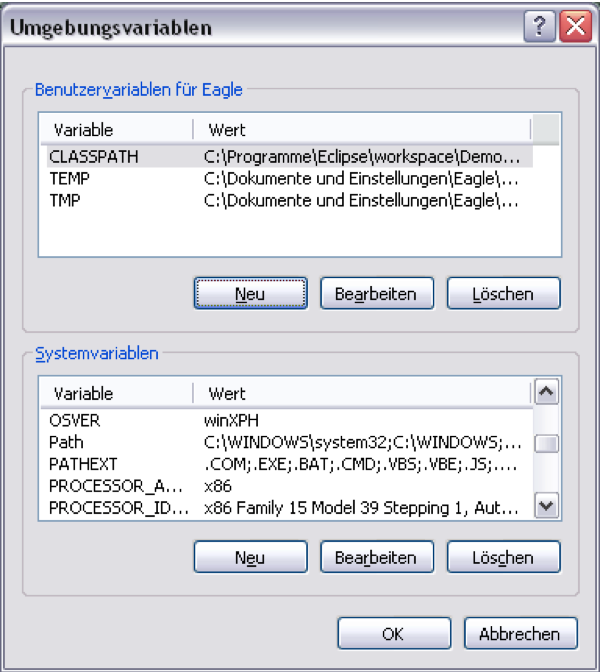 Umgebungsvariablen
Benutzervariablen für Eagle
Variable Wert
CLASSPATH C:\Programme\Eclipse\workspace\Demo...
TEMP C:\Dokumente und Einstellungen\Eagle\...
TMP C:\Dokumente und Einstellungen\Eagle\...
Neu Bearbeiten Löschen
Systemvariablen
Variable Wert
OSVER winXPH
Path C:\WINDOWS\system32;C:\WINDOWS;...
PATHEXT .COM;.EXE;.BAT;.CMD;.VBS;.VBE;.JS;....
PROCESSOR_A... x86
PROCESSOR_ID... x86 Family 15 Model 39 Stepping 1, Aut...
Neu Bearbeiten Löschen
OK Abbrechen